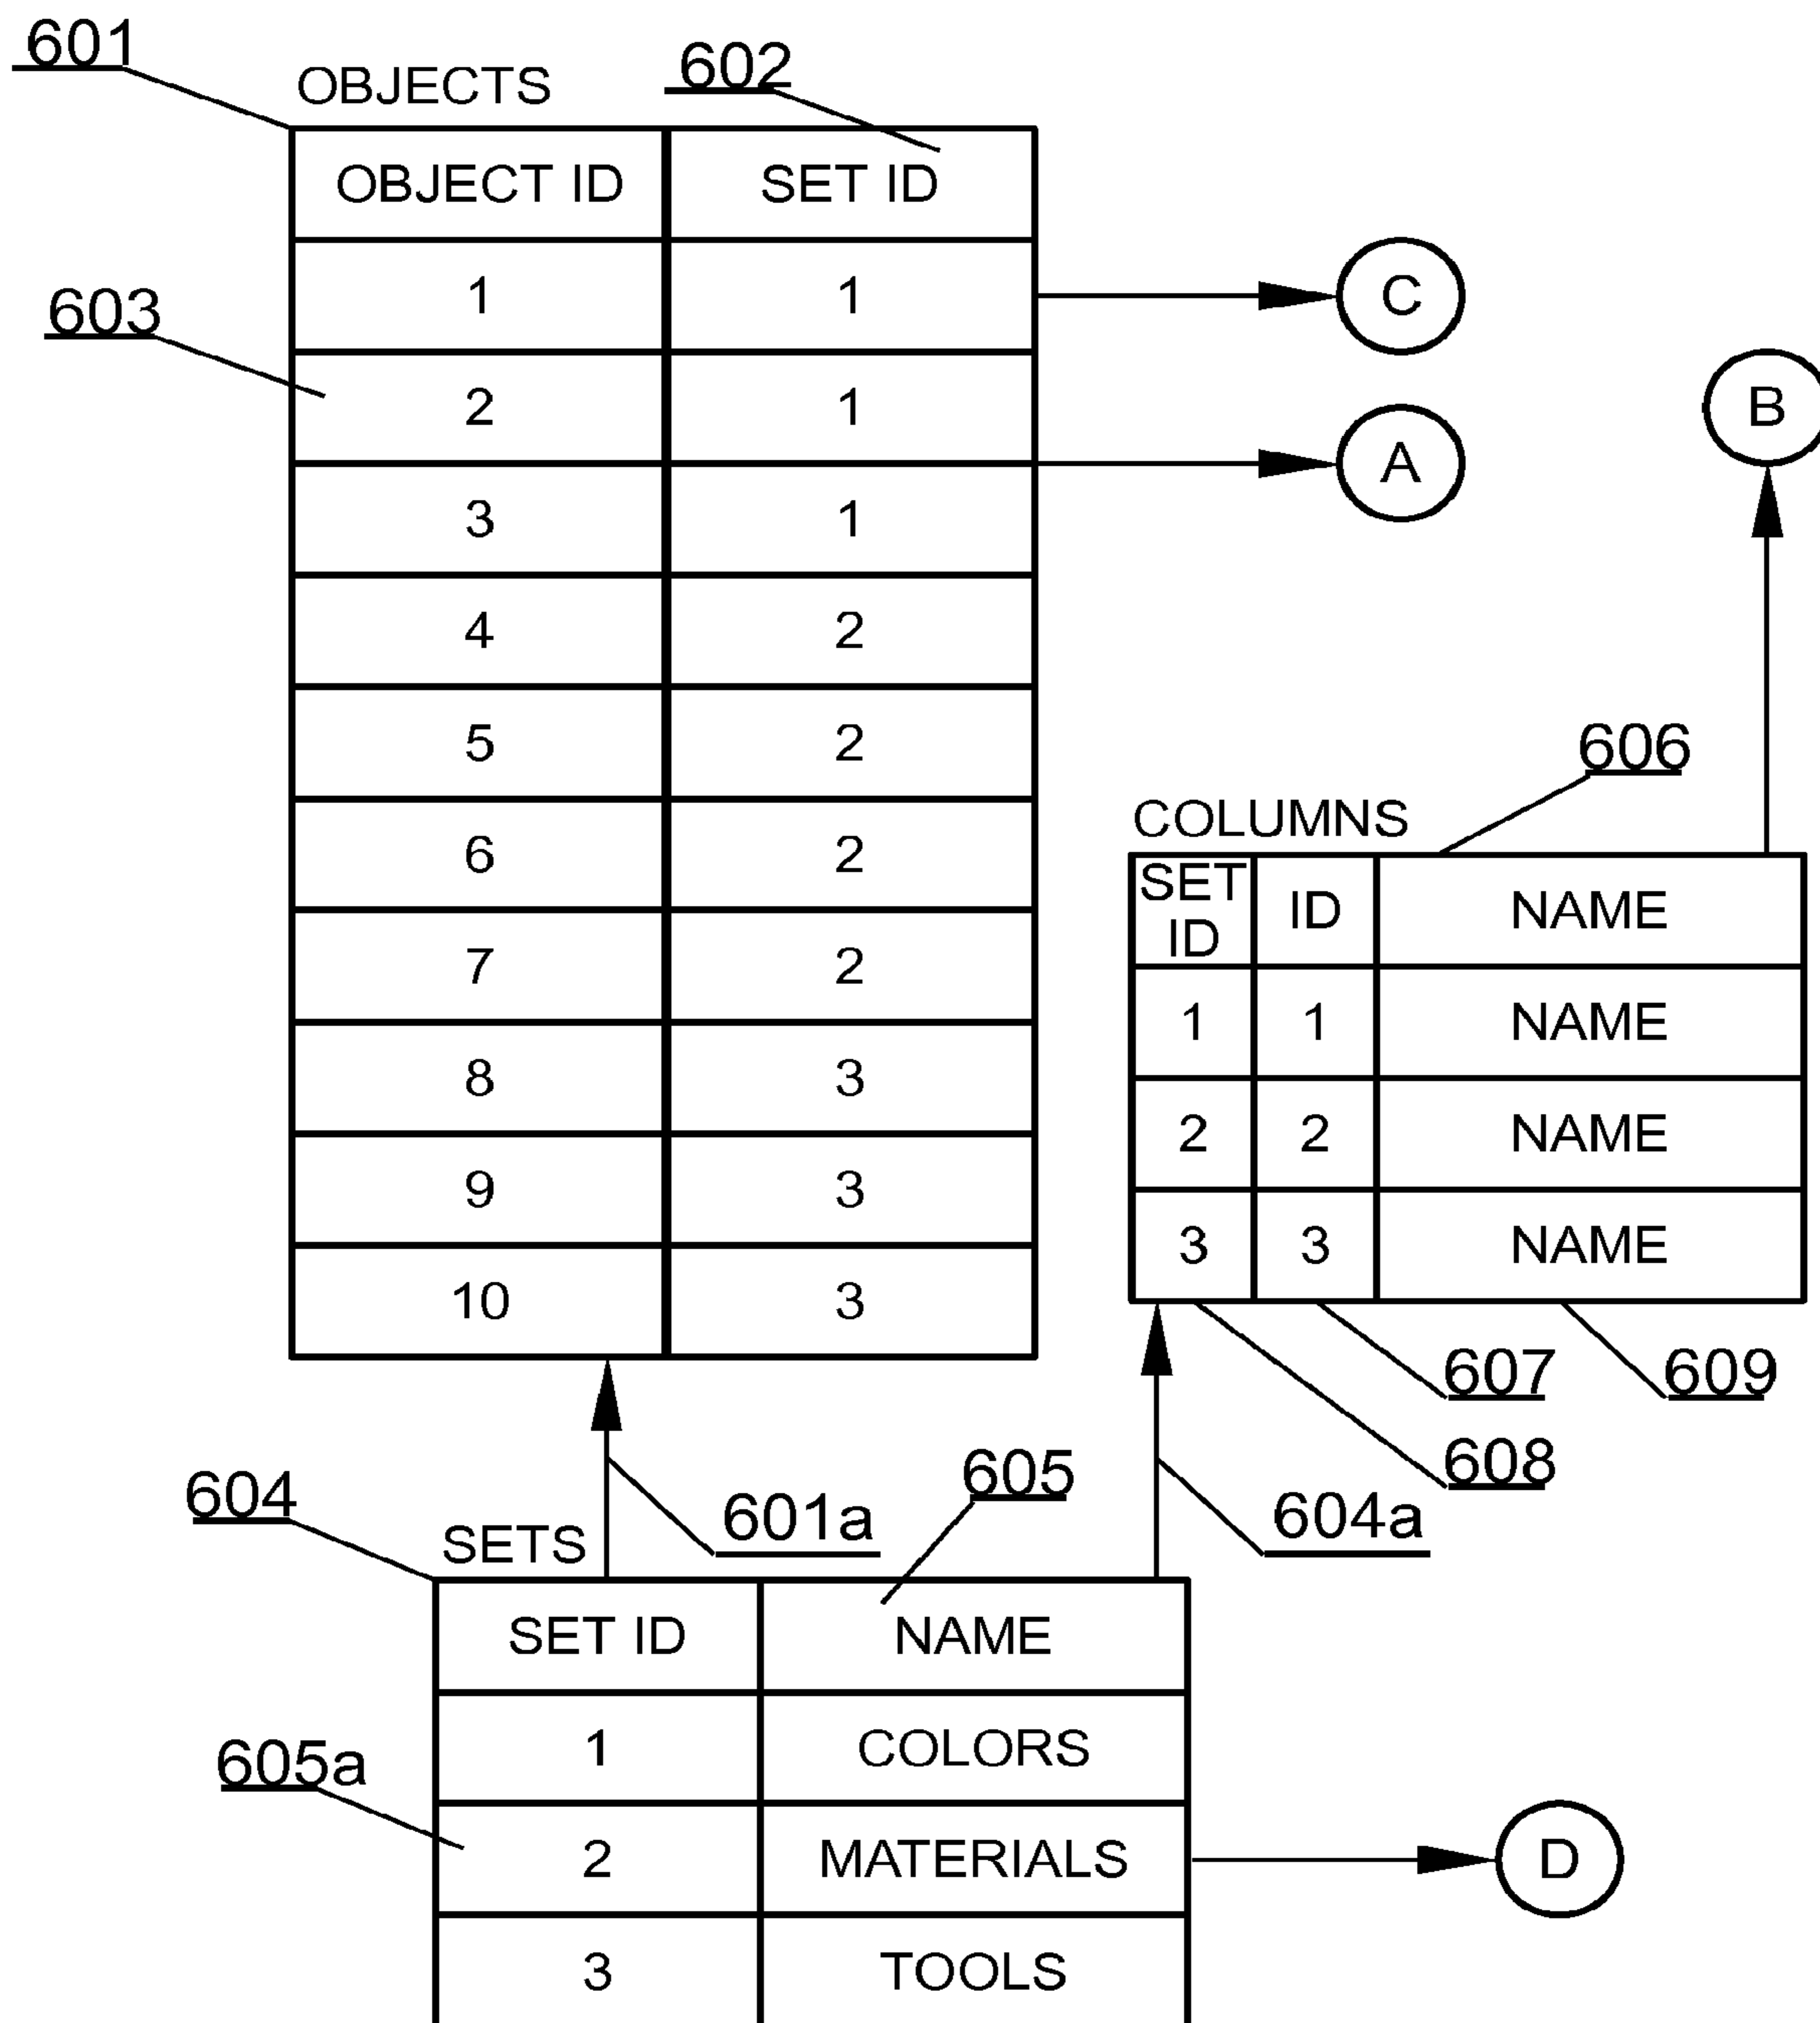 601
OBJECTS
602
OBJECT ID SET ID
1 1
C
603
2 1
B
A
3 1
4 2
5 2
606
6 2
COLUMNS
SET ID ID NAME
7 2
1 1 NAME
8 3
2 2 NAME
9 3
3 3 NAME
10 3
607 609
608
604
605
601a
604a
SETS
SET ID NAME
1 COLORS
605a
2 MATERIALS
D
3 TOOLS